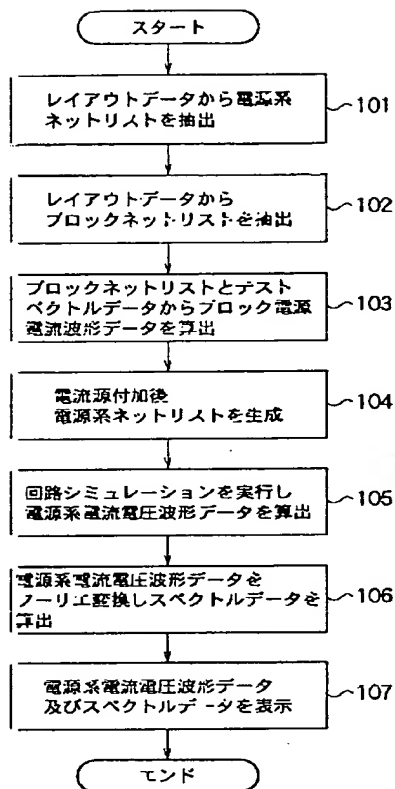 スタート
レイアウトデータから電源系
ネットリストを抽出
101
レイアウトデータから
ブロックネットリストを抽出
102
ブロックネットリストとテスト
ベクトルデータからブロック電源
電流波形データを算出
103
電流源付加後
電源系ネットリストを生成
104
回路シミュレーションを実行し
電源系電流電圧波形データを算出
105
電源系電流電圧波形データを
フーリエ変換しスペクトルデータを
算出
106
電源系電流電圧波形データ
及びスペクトルデータを表示
107
エンド